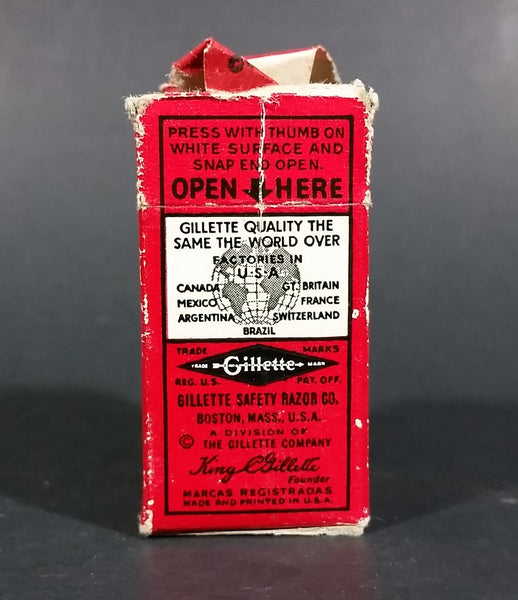 PRESS WITH THUMB ON
WHITE SURFACE AND
SNAP END OPEN.
OPEN HERE
GILLETTE QUALITY THE
SAME THE WORLD OVER
FACTORIES IN
U·S·A
CANADA GT. BRITAIN
MEXICO FRANCE
ARGENTINA SWITZERLAND
BRAZIL
TRADE MARKS
TRADE Gillette MARK
REG. U.S. PAT. OFF.
GILLETTE SAFETY RAZOR CO.
BOSTON, MASS., U.S.A.
A DIVISION OF
© THE GILLETTE COMPANY
King C Gillette
Founder
MARCAS REGISTRADAS
MADE AND PRINTED IN U.S.A.